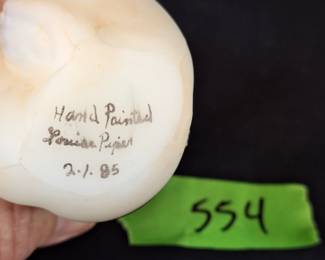 Hand Painted
Louise Piper
2.1.85
554